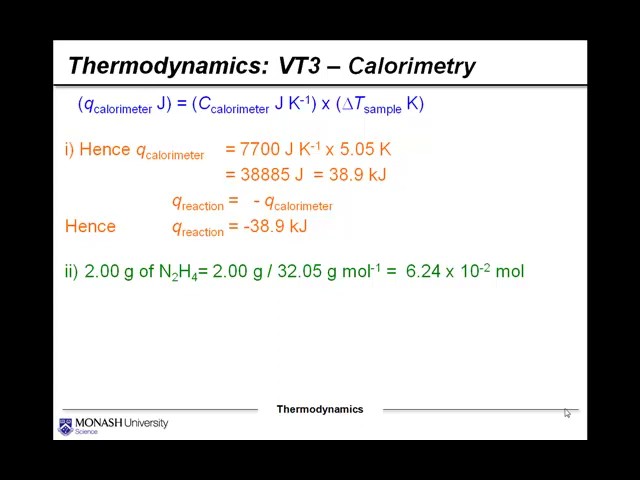 Thermodynamics: VT3 – Calorimetry
(q_calorimeter J) = (C_calorimeter J K⁻¹) x (ΔT_sample K)
i) Hence q_calorimeter = 7700 J K⁻¹ x 5.05 K
= 38885 J = 38.9 kJ
q_reaction = - q_calorimeter
Hence q_reaction = -38.9 kJ
ii) 2.00 g of N₂H₄= 2.00 g / 32.05 g mol⁻¹ = 6.24 x 10⁻² mol
Thermodynamics
MONASH University
Science